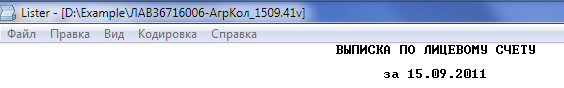 Lister - [D:\Example\ЛАВ36716006-АгрКол_1509.41v]
Файл Правка Вид Кодировка Справка
ВЫПИСКА ПО ЛИЦЕВОМУ СЧЕТУ
за 15.09.2011